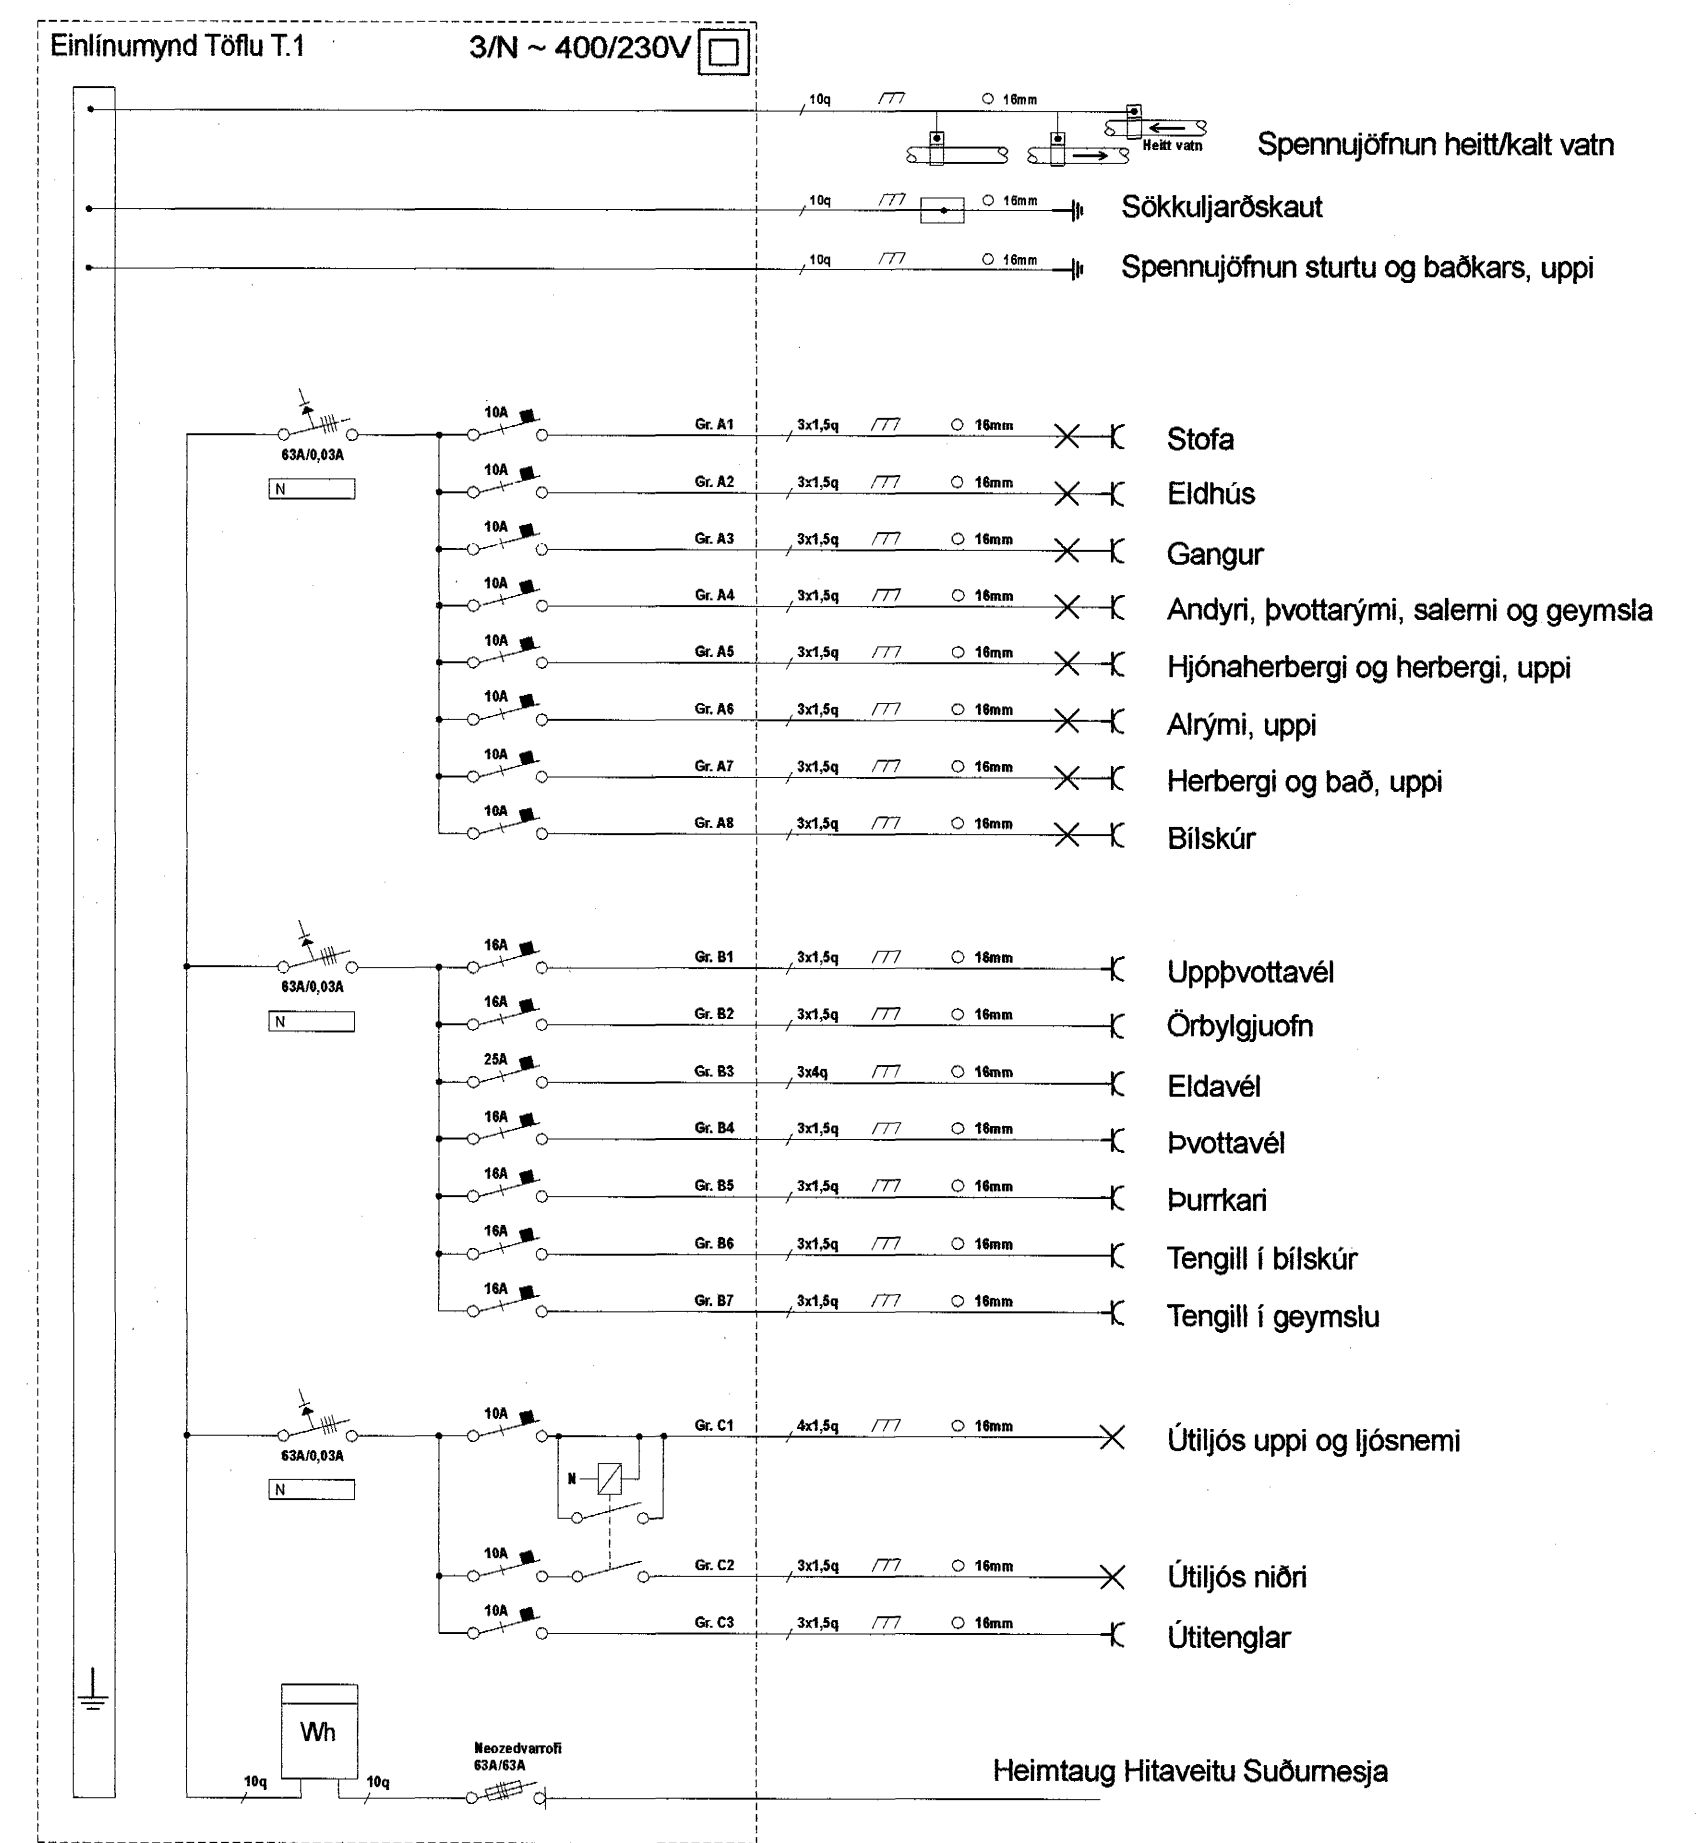 Einlínumynd Töflu T.1 3/N ~ 400/230V
10q 16mm
Heitt vatn
Spennujöfnun heitt/kalt vatn
10q 16mm Sökkuljarðskaut
10q 16mm Spennujöfnun sturtu og baðkars, uppi
63A/0,03A
N
10A Gr. A1 3x1,5q 16mm Stofa
10A Gr. A2 3x1,5q 16mm Eldhús
10A Gr. A3 3x1,5q 16mm Gangur
10A Gr. A4 3x1,5q 16mm Andyri, þvottarými, salerni og geymsla
10A Gr. A5 3x1,5q 16mm Hjónaherbergi og herbergi, uppi
10A Gr. A6 3x1,5q 16mm Alrými, uppi
10A Gr. A7 3x1,5q 16mm Herbergi og bað, uppi
10A Gr. A8 3x1,5q 16mm Bílskúr
63A/0,03A
N
16A Gr. B1 3x1,5q 16mm Uppþvottavél
16A Gr. B2 3x1,5q 16mm Örbylgjuofn
25A Gr. B3 3x4q 16mm Eldavél
16A Gr. B4 3x1,5q 16mm Þvottavél
16A Gr. B5 3x1,5q 16mm Þurrkari
16A Gr. B6 3x1,5q 16mm Tengill í bílskúr
16A Gr. B7 3x1,5q 16mm Tengill í geymslu
63A/0,03A
N
10A Gr. C1 4x1,5q 16mm Útiljós uppi og ljósnemi
N
10A Gr. C2 3x1,5q 16mm Útiljós niðri
10A Gr. C3 3x1,5q 16mm Útitenglar
Wh
10q 10q
Neozedvarrofi
63A/63A
Heimtaug Hitaveitu Suðurnesja